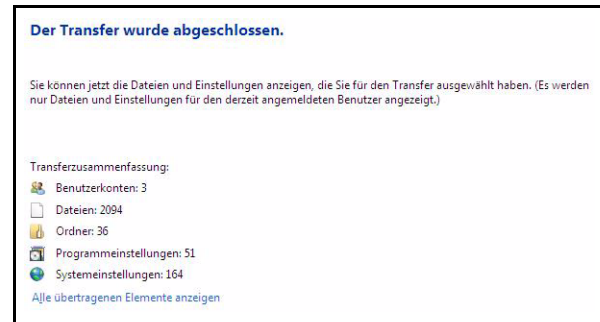 Der Transfer wurde abgeschlossen.
Sie können jetzt die Dateien und Einstellungen anzeigen, die Sie für den Transfer ausgewählt haben. (Es werden
nur Dateien und Einstellungen für den derzeit angemeldeten Benutzer angezeigt.)
Transferzusammenfassung:
Benutzerkonten: 3
Dateien: 2094
Ordner: 36
Programmeinstellungen: 51
Systemeinstellungen: 164
Alle übertragenen Elemente anzeigen